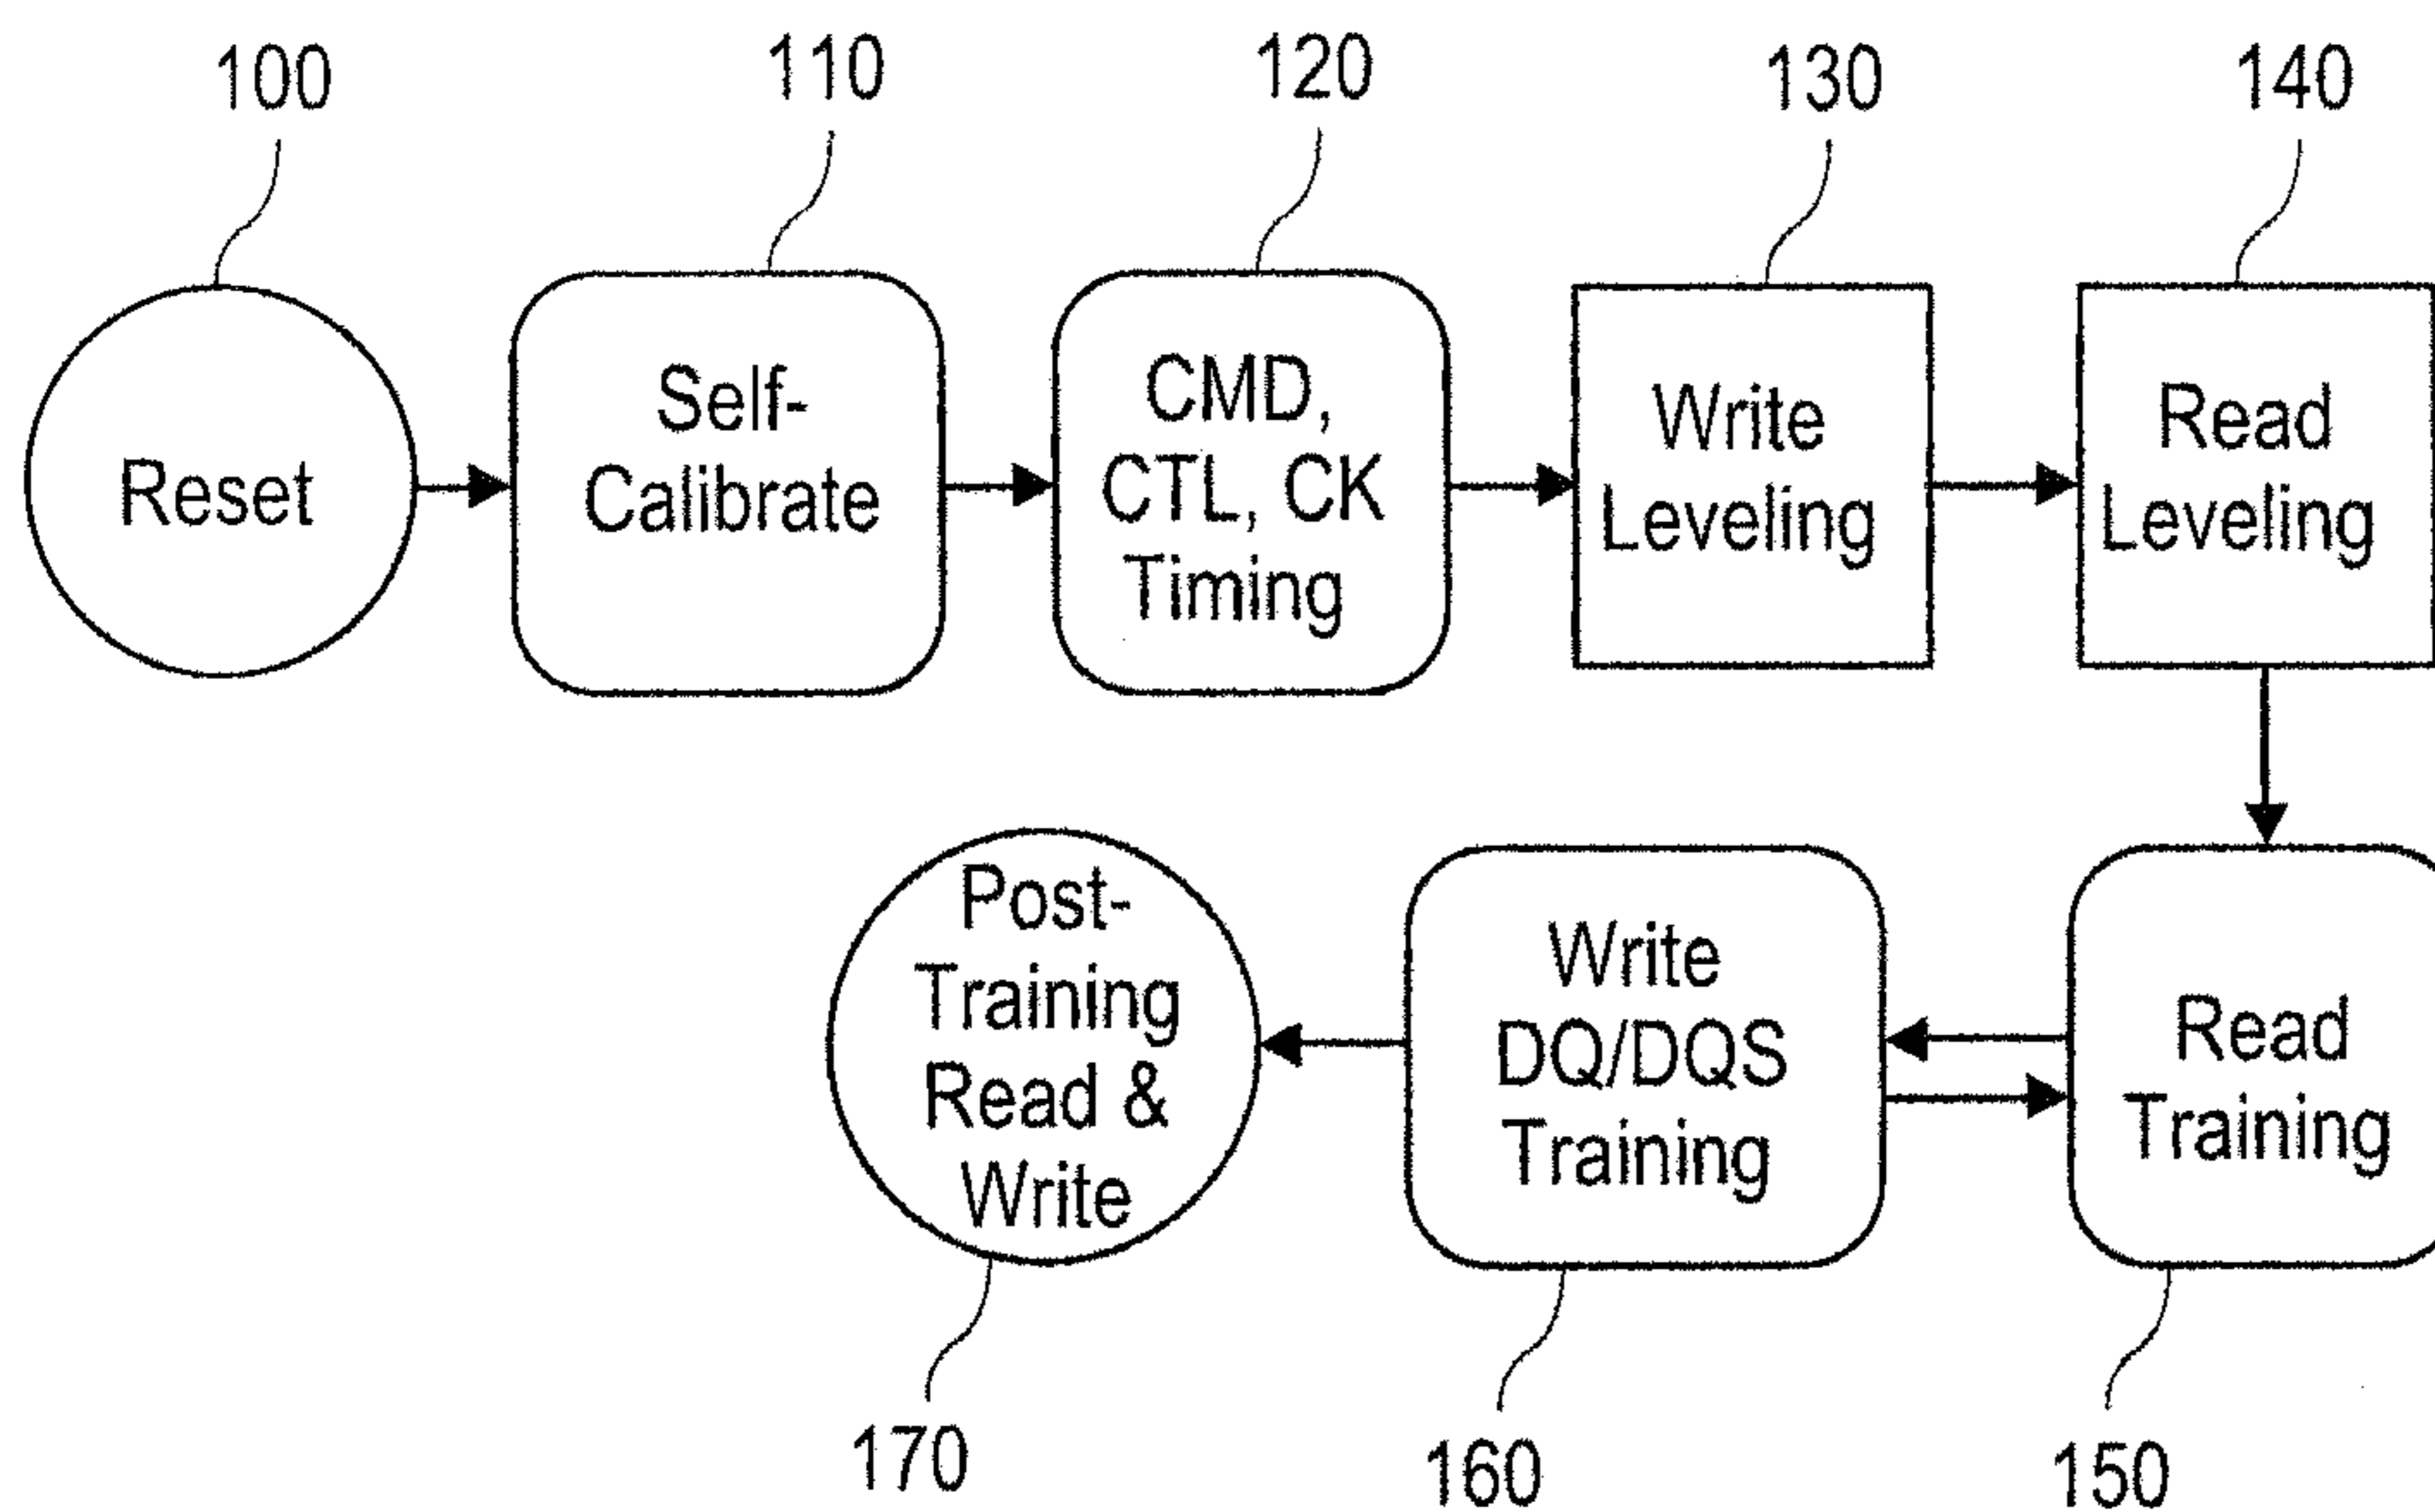 100
110
120
130
140
Reset
Self-
Calibrate
CMD,
CTL, CK
Timing
Write
Leveling
Read
Leveling
Post-
Training
Read &
Write
Write
DQ/DQS
Training
Read
Training
170
160
150